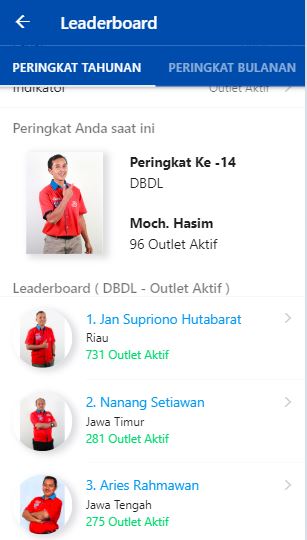 Leaderboard
PERINGKAT TAHUNAN
PERINGKAT BULANAN
Indikator
Outlet Aktif
Peringkat Anda saat ini
Peringkat Ke -14
DBDL
Moch. Hasim
96 Outlet Aktif
Leaderboard ( DBDL - Outlet Aktif )
1. Jan Supriono Hutabarat
Riau
731 Outlet Aktif
2. Nanang Setiawan
Jawa Timur
281 Outlet Aktif
3. Aries Rahmawan
Jawa Tengah
275 Outlet Aktif